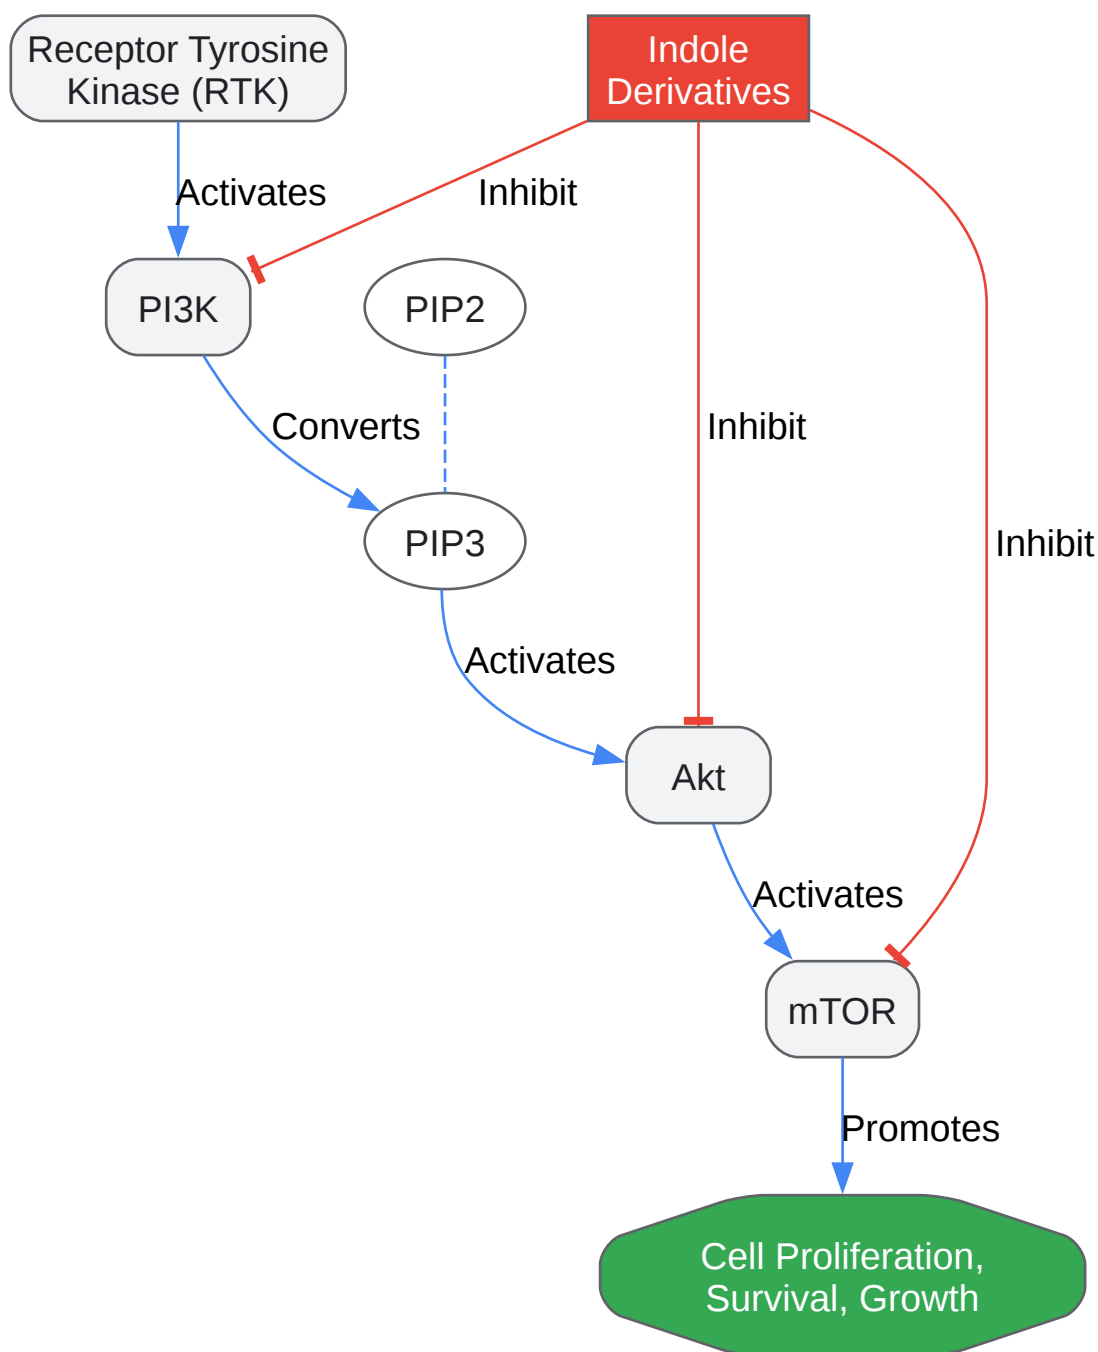 Receptor Tyrosine
Kinase (RTK)
Indole
Derivatives
Activates
Inhibit
PI3K
PIP2
Converts
Inhibit
PIP3
Inhibit
Activates
Akt
Activates
mTOR
Promotes
Cell Proliferation,
Survival, Growth